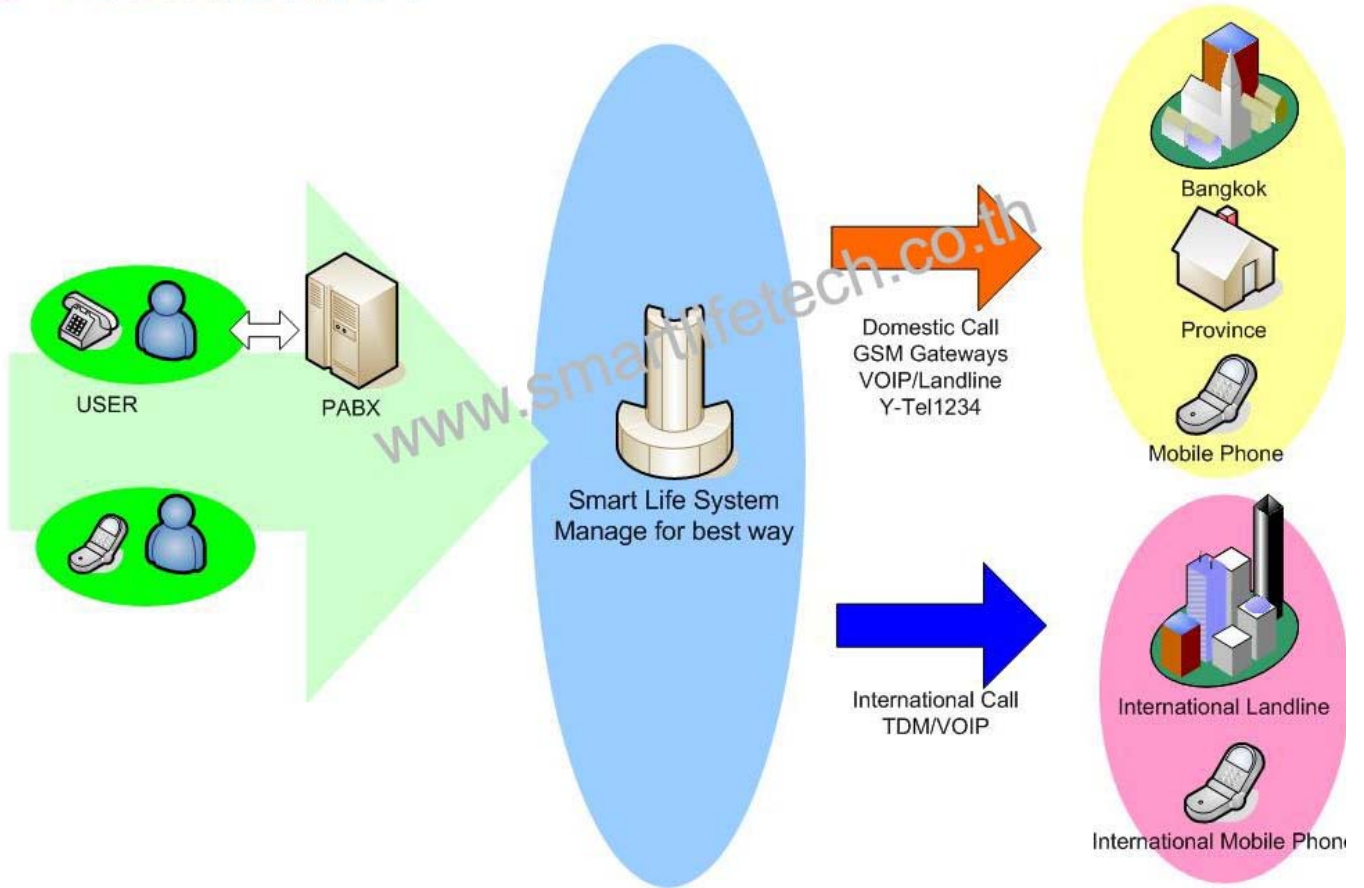 USER
PABX
www.smartlifetech.co.th
Smart Life System
Manage for best way
Domestic Call
GSM Gateways
VOIP/Landline
Y-Tel1234
International Call
TDM/VOIP
Bangkok
Province
Mobile Phone
International Landline
International Mobile Phone